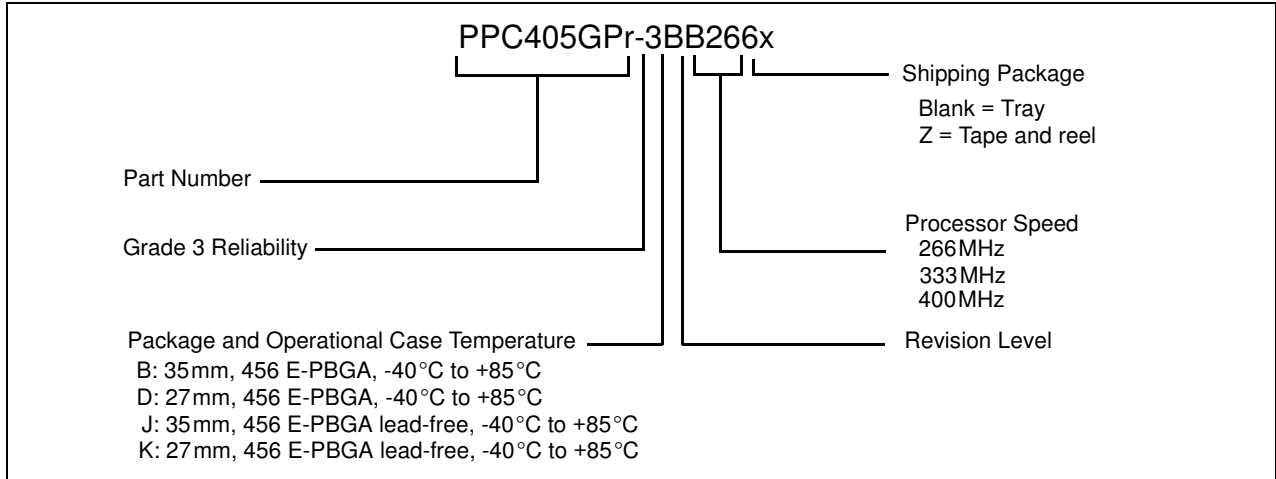 PPC405GPr-3BB266x
Shipping Package
Blank = Tray
Z = Tape and reel
Part Number
Processor Speed
266MHz
333MHz
400MHz
Grade 3 Reliability
Package and Operational Case Temperature
B: 35mm, 456 E-PBGA, -40°C to +85°C
D: 27mm, 456 E-PBGA, -40°C to +85°C
J: 35mm, 456 E-PBGA lead-free, -40°C to +85°C
K: 27mm, 456 E-PBGA lead-free, -40°C to +85°C
Revision Level